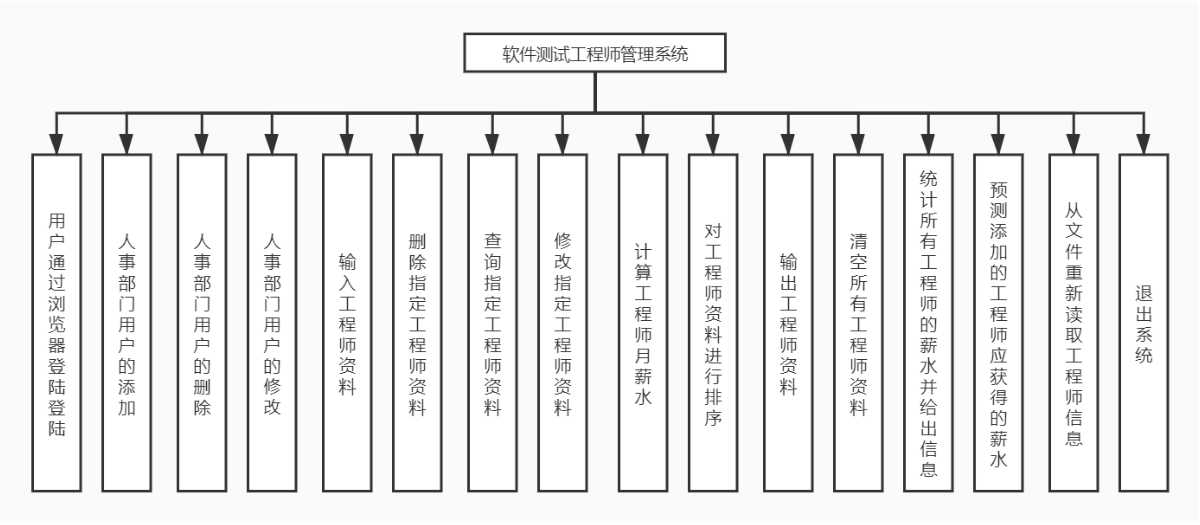 软件测试工程师管理系统
用户通过浏览器登陆登陆
人事部门用户的添加
人事部门用户的删除
人事部门用户的修改
输入工程师资料
删除指定工程师资料
查询指定工程师资料
修改指定工程师资料
计算工程师月薪水
对工程师资料进行排序
输出工程师资料
清空所有工程师资料
统计所有工程师的薪水并给出信息
预测添加的工程师应获得的薪水
从文件重新读取工程师信息
退出系统